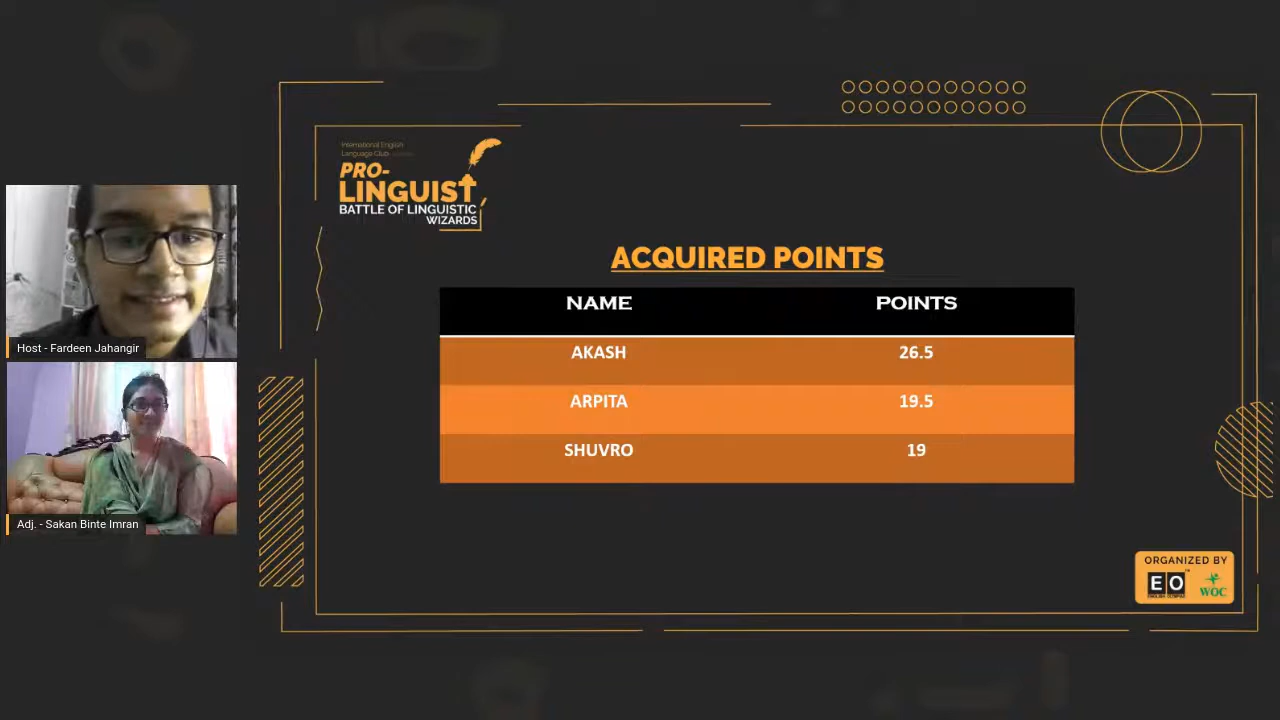 International English
Language Club
PRO-
LINGUIST
BATTLE OF LINGUISTIC
WIZARDS
ACQUIRED POINTS
NAME POINTS
AKASH 26.5
ARPITA 19.5
SHUVRO 19
Host - Fardeen Jahangir
Adj. - Sakan Binte Imran
ORGANIZED BY
EO
WOC